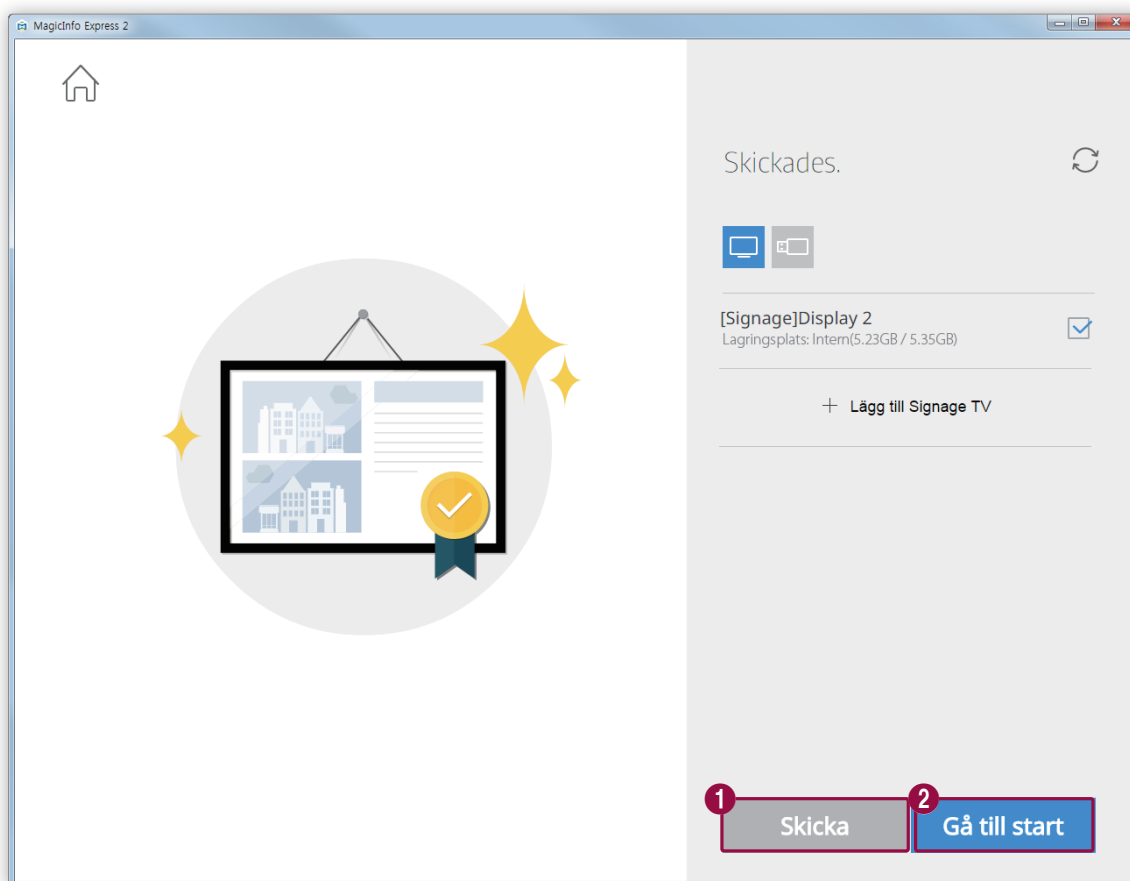 MagicInfo Express 2
Skickades.
[Signage]Display 2
Lagringsplats: Intern(5.23GB / 5.35GB)
+ Lägg till Signage TV
1
Skicka
2
Gå till start